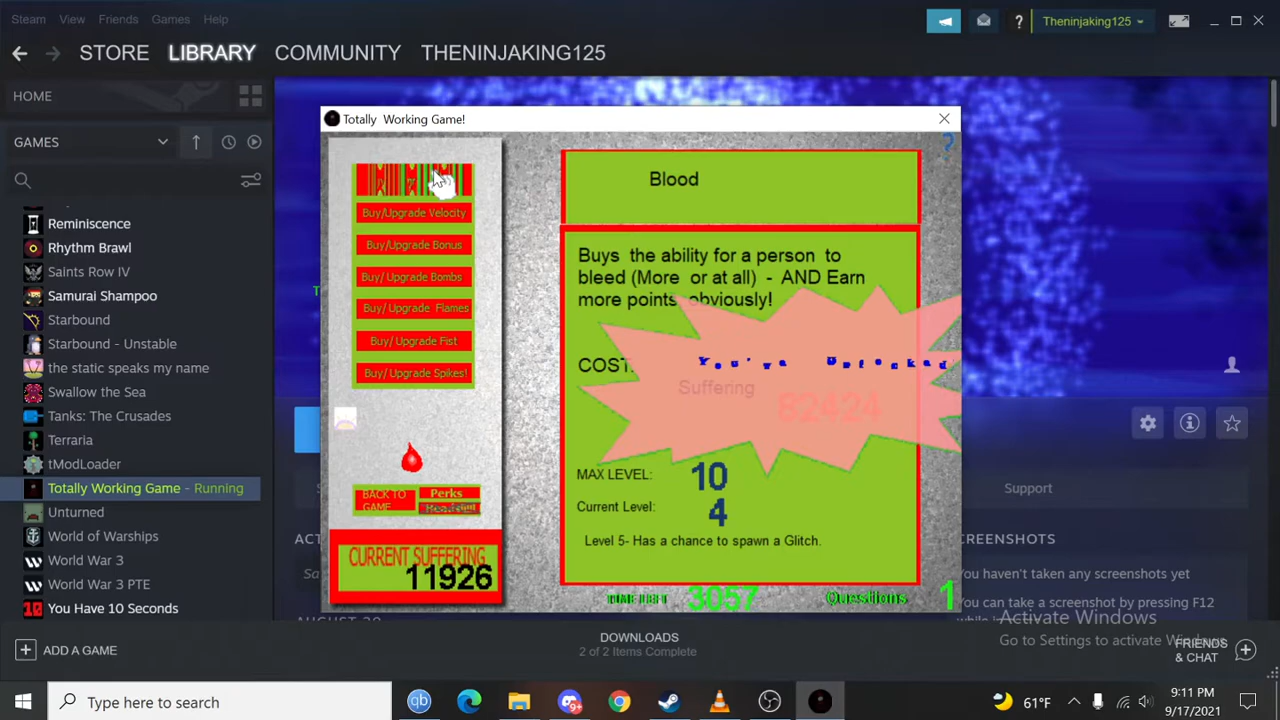 Steam View Friends Games Help
? Theninjaking125
STORE LIBRARY COMMUNITY THENINJAKING125
HOME
Totally Working Game!
GAMES
Blood
?
Buy/Upgrade Velocity
Reminiscence
Buy/Upgrade Bonus
Rhythm Brawl
Buys the ability for a person to
bleed (More or at all) - AND Earn
more points obviously!
Saints Row IV
Buy/ Upgrade Bombs
Samurai Shampoo
Buy/ Upgrade Flames
Starbound
Buy/ Upgrade Fist
Starbound - Unstable
COST:
You've
the static speaks my name
Buy/ Upgrade Spikes!
Suffering
82424
Swallow the Sea
Tanks: The Crusades
Terraria
tModLoader
MAX LEVEL: 10
Totally Working Game - Running
BACK TO
GAME
Perks
Current Level: 4
Support
Unturned
World of Warships
Level 5- Has a chance to spawn a Glitch.
SCREENSHOTS
World War 3
CURRENT SUFFERING
11926
You haven't taken any screenshots yet
World War 3 PTE
You Have 10 Seconds
TIME LEFT 3057 Questions 1
You can take a screenshot by pressing F12
Activate Windows
Go to Settings to activate Windows.
ADD A GAME
DOWNLOADS
2 of 2 Items Complete
FRIENDS
& CHAT
Type here to search
qb
61°F
9:11 PM
9/17/2021